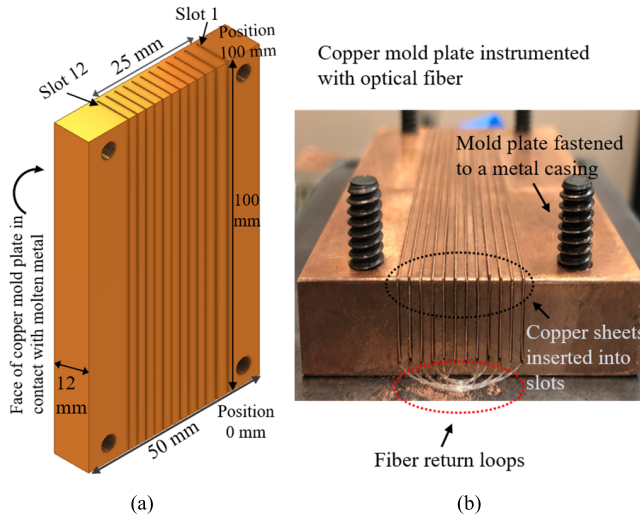 Slot 1
Position
100 mm
25 mm
Slot 12
Face of copper mold plate in
contact with molten metal
100
mm
12
mm
50 mm
Position
0 mm
(a)
Copper mold plate instrumented
with optical fiber
Mold plate fastened
to a metal casing
Copper sheets
inserted into
slots
Fiber return loops
(b)